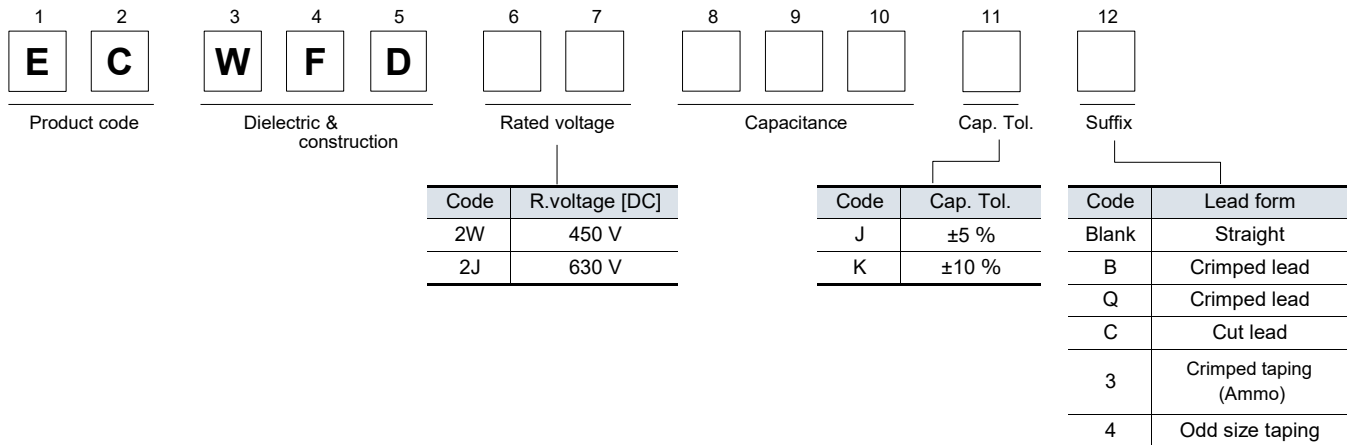 1 2 3 4 5 6 7 8 9 10 11 12
E C W F D
Product code Dielectric & construction Rated voltage Capacitance Cap. Tol. Suffix
Code R.voltage [DC]
2W 450 V
2J 630 V
Code Cap. Tol.
J ±5 %
K ±10 %
Code Lead form
Blank Straight
B Crimped lead
Q Crimped lead
C Cut lead
3 Crimped taping
(Ammo)
4 Odd size taping